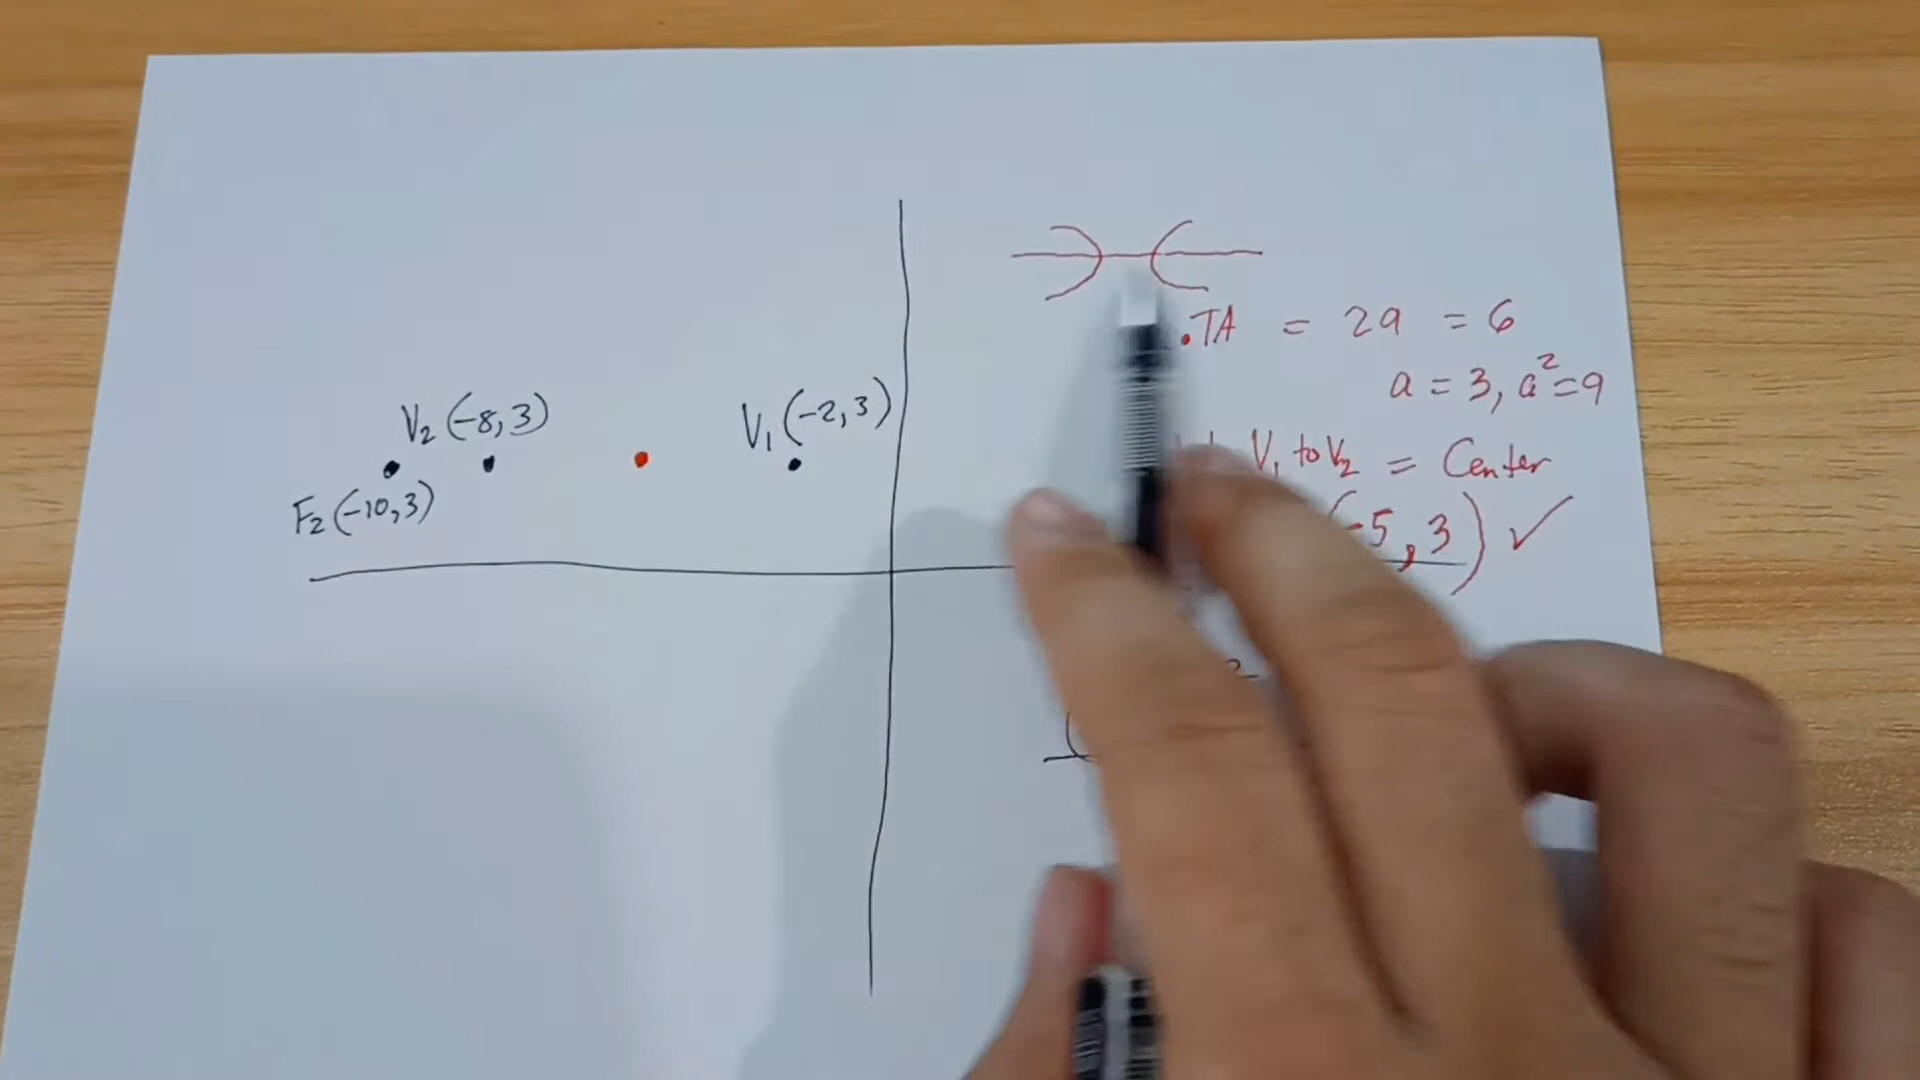 .TA = 2a = 6
a = 3, a²=9
V₂ (-8,3)
V₁ (-2,3)
V₁ to V₂ = Center
F₂ (-10,3)
(-5, 3) ✓